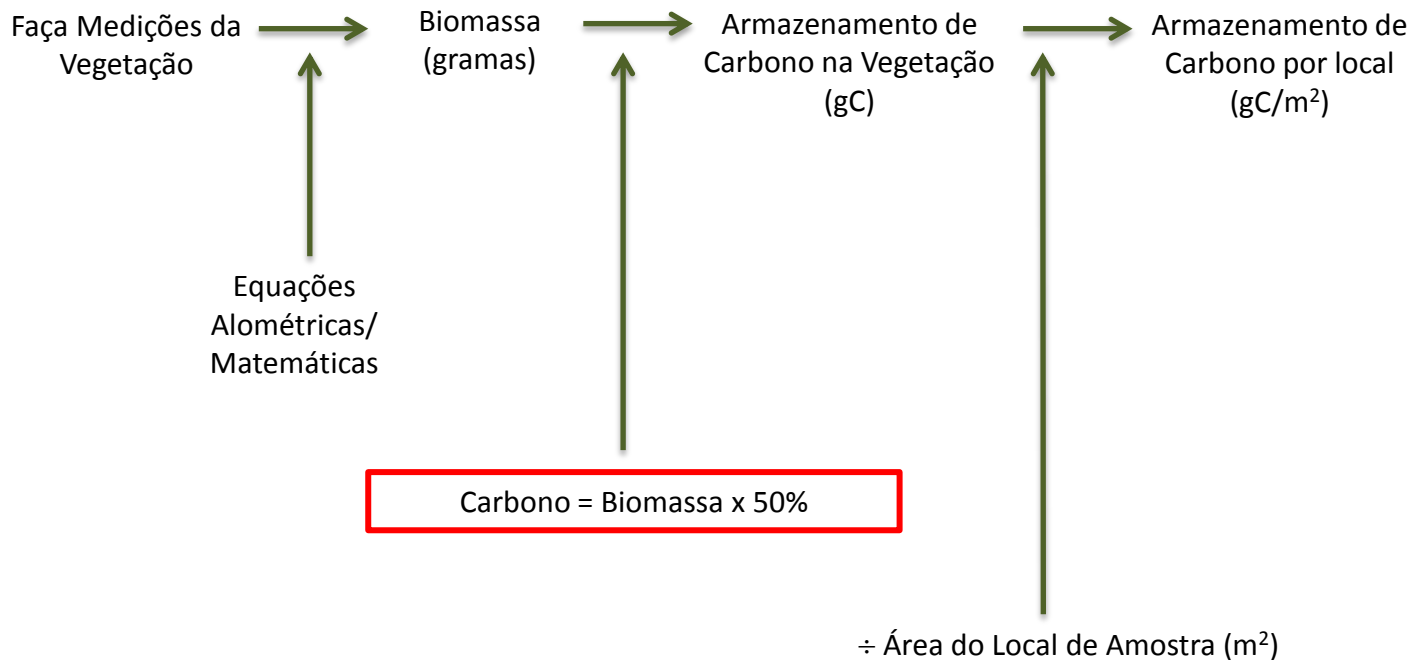 Faça Medições da
Vegetação
Biomassa
(gramas)
Armazenamento de
Carbono na Vegetação
(gC)
Armazenamento de
Carbono por local
(gC/m²)
Equações
Alométricas/
Matemáticas
Carbono = Biomassa x 50%
÷ Área do Local de Amostra (m²)